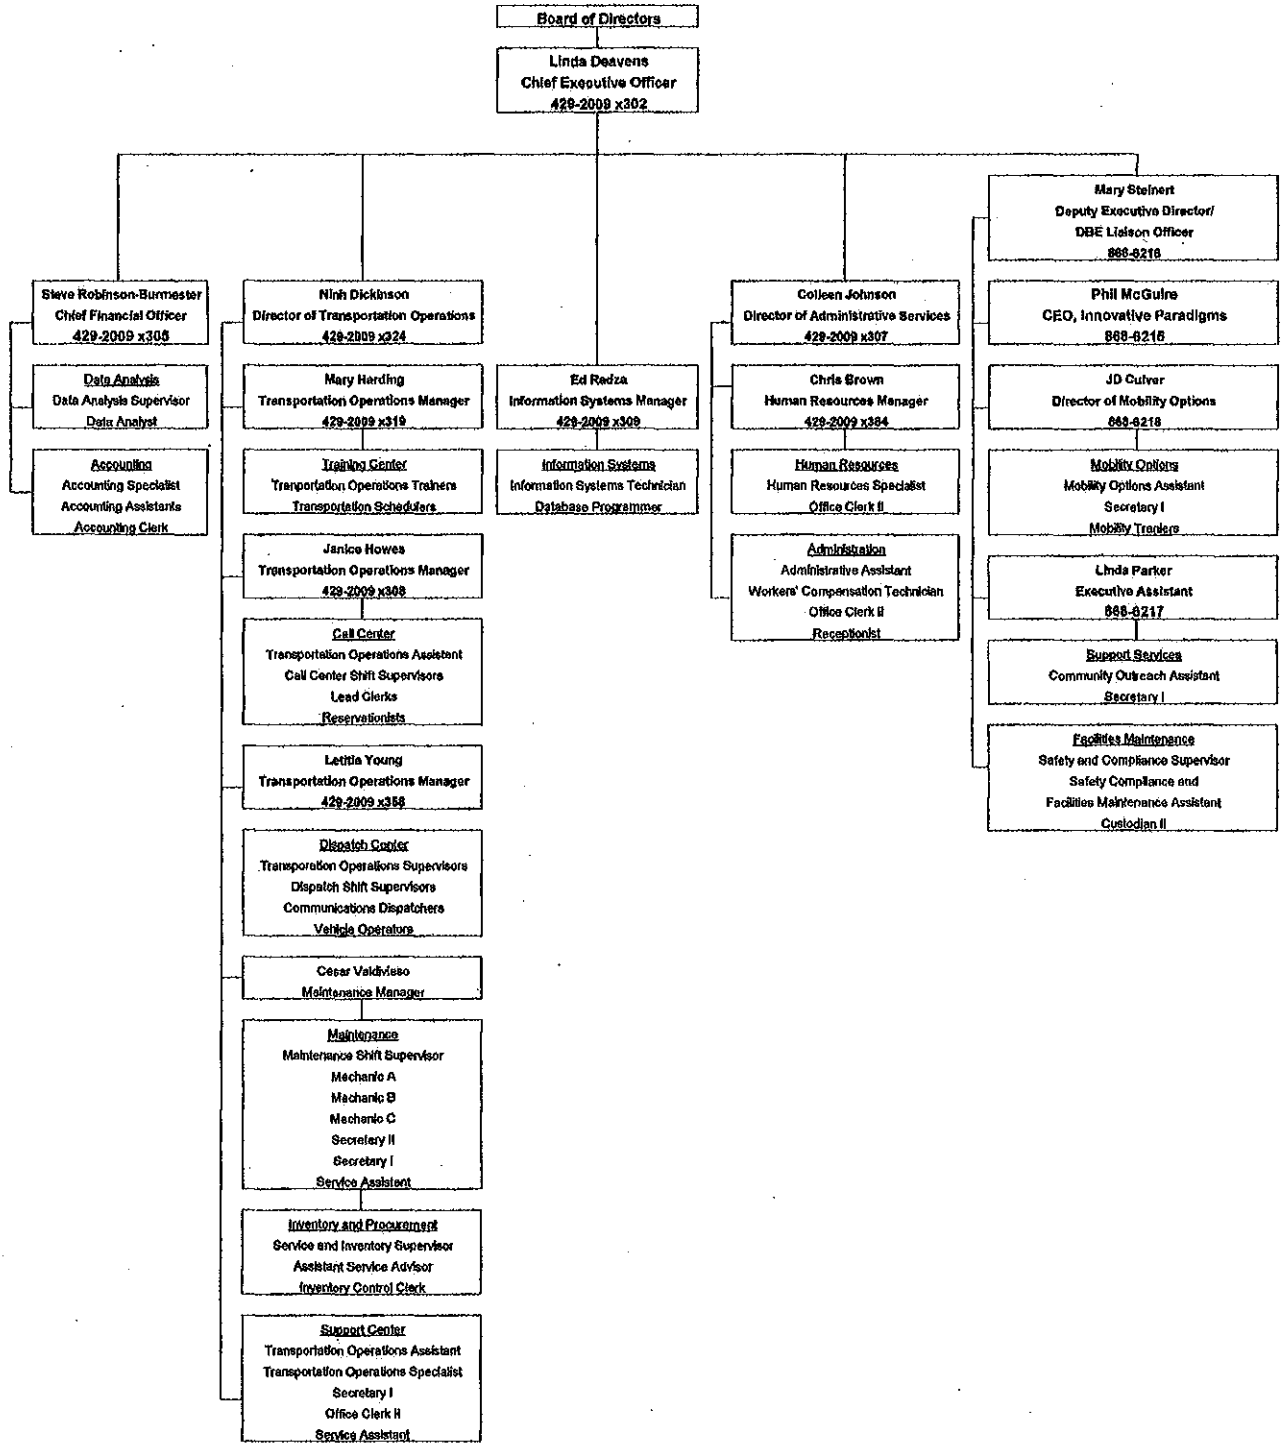 Board of Directors
Linda Deavens
Chief Executive Officer
429-2009 x302
Steve Robinson-Burmester
Chief Financial Officer
429-2009 x305
Data Analysis
Data Analysis Supervisor
Data Analyst
Accounting
Accounting Specialist
Accounting Assistants
Accounting Clerk
Ninh Dickinson
Director of Transportation Operations
429-2009 x324
Mary Harding
Transportation Operations Manager
429-2009 x319
Training Center
Tranportation Operations Trainers
Transportation Schedulers
Janice Howes
Transportation Operations Manager
429-2009 x308
Call Center
Transportation Operations Assistant
Call Center Shift Supervisors
Lead Clerks
Reservationists
Letitia Young
Transportation Operations Manager
429-2009 x358
Dispatch Center
Transporation Operations Supervisors
Dispatch Shift Supervisors
Communications Dispatchers
Vehicle Operators
Cesar Valdivieso
Maintenance Manager
Maintenance
Maintenance Shift Supervisor
Mechanic A
Mechanic B
Mechanic C
Secretary II
Secretary I
Service Assistant
Inventory and Procurement
Service and Inventory Supervisor
Assistant Service Advisor
Inventory Control Clerk
Support Center
Transportation Operations Assistant
Transportation Operations Specialist
Secretary I
Office Clerk II
Service Assistant
Ed Radza
Information Systems Manager
429-2009 x309
Information Systems
Information Systems Technician
Database Programmer
Colleen Johnson
Director of Administrative Services
429-2009 x307
Chris Brown
Human Resources Manager
429-2009 x384
Human Resources
Human Resources Specialist
Office Clerk II
Administration
Administrative Assistant
Workers' Compensation Technician
Office Clerk II
Receptionist
Mary Steinert
Deputy Executive Director/
DBE Liaison Officer
868-6216
Phil McGuire
CEO, Innovative Paradigms
868-6215
JD Culver
Director of Mobility Options
868-6218
Mobility Options
Mobility Options Assistant
Secretary I
Mobility Traniers
Linda Parker
Executive Assistant
868-6217
Support Services
Community Outreach Assistant
Secretary I
Facilities Maintenance
Safety and Compliance Supervisor
Safety Compliance and
Facilities Maintenance Assistant
Custodian II